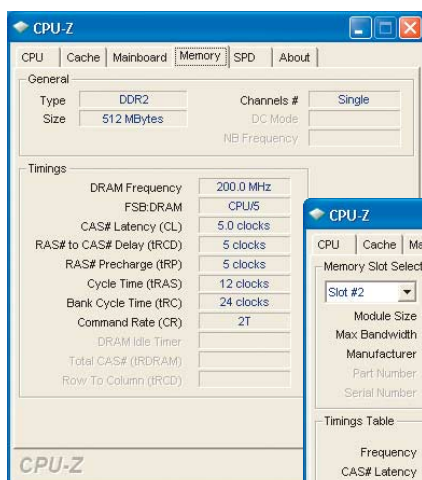 CPU-Z
CPU Cache Mainboard Memory SPD About
General
Type DDR2 Channels # Single
Size 512 MBytes DC Mode
NB Frequency
Timings
DRAM Frequency 200.0 MHz
FSB:DRAM CPU/5
CAS# Latency (CL) 5.0 clocks
RAS# to CAS# Delay (tRCD) 5 clocks
RAS# Precharge (tRP) 5 clocks
Cycle Time (tRAS) 12 clocks
Bank Cycle Time (tRC) 24 clocks
Command Rate (CR) 2T
DRAM Idle Timer
Total CAS# (tRDRAM)
Row To Column (tRCD)
CPU-Z
CPU-Z
CPU Cache Ma
Memory Slot Select
Slot #2
Module Size
Max Bandwidth
Manufacturer
Part Number
Serial Number
Timings Table
Frequency
CAS# Latency